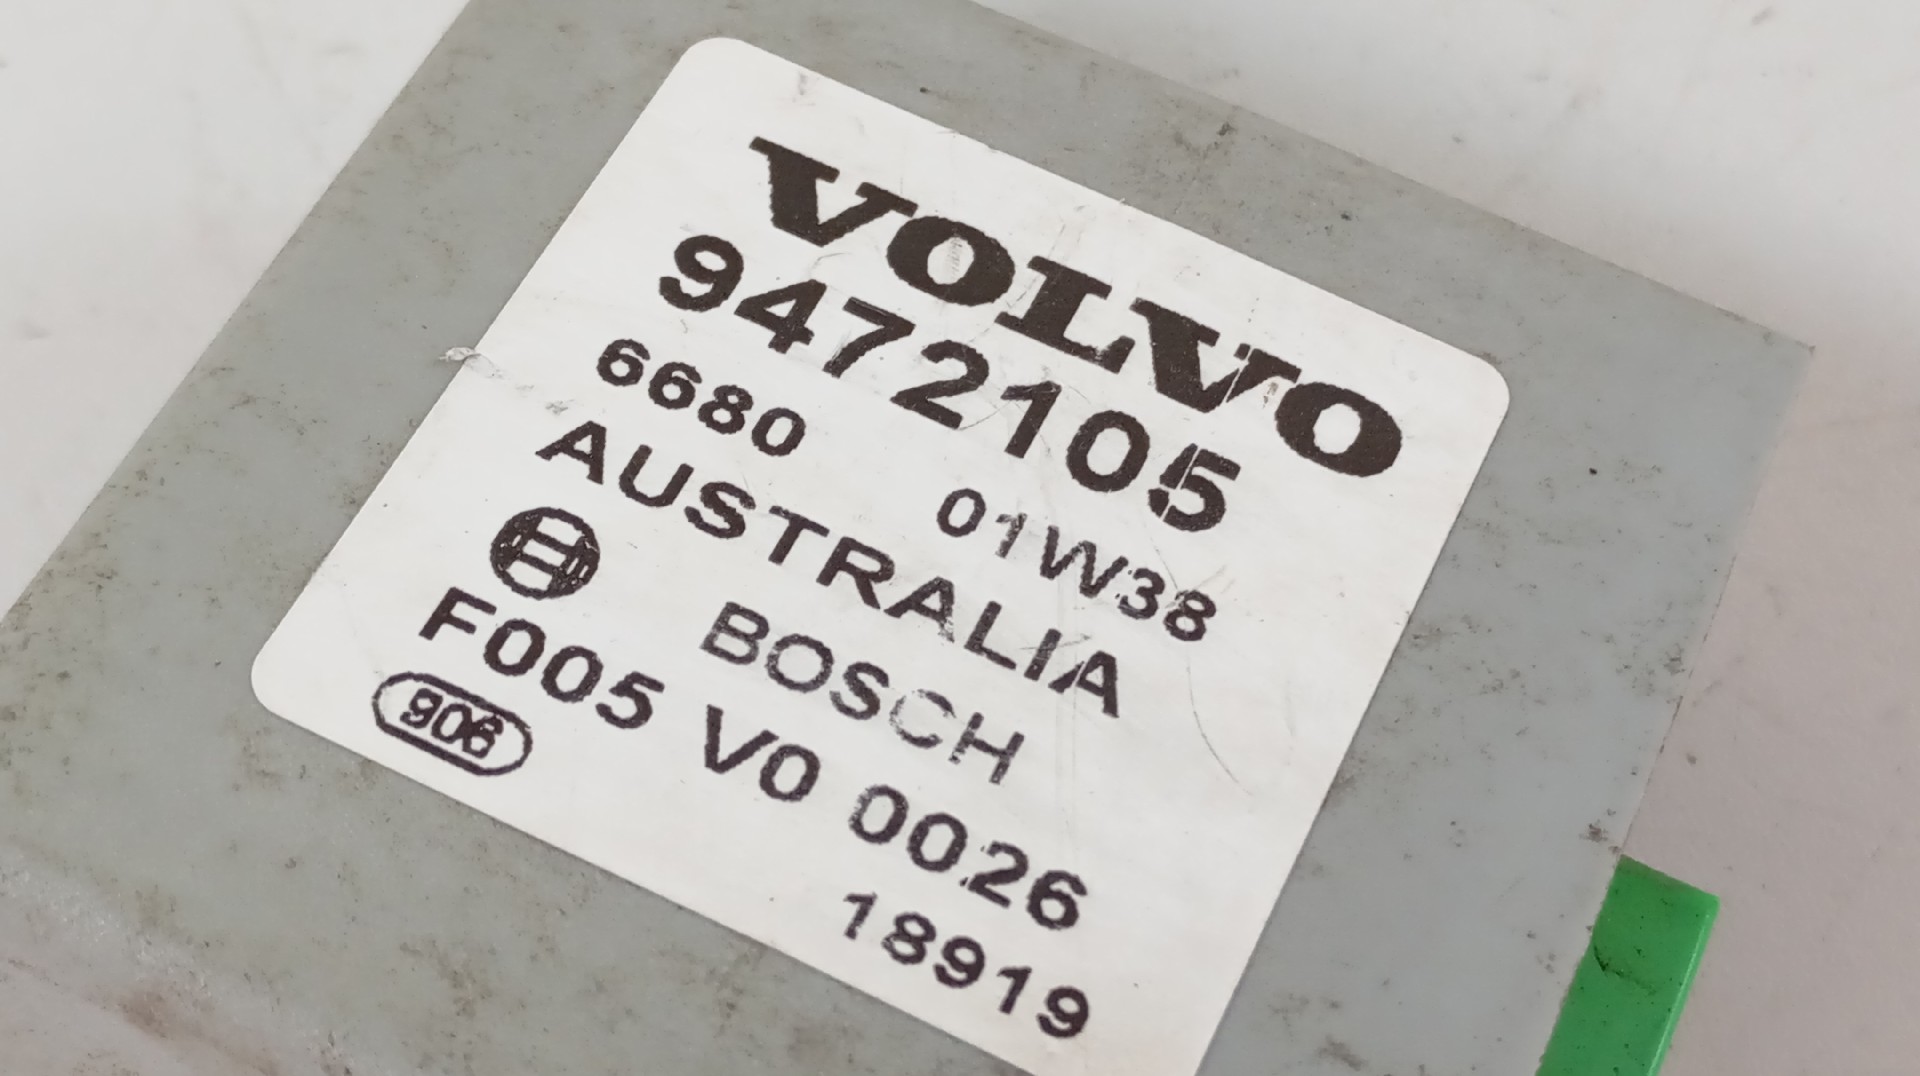 VOLVO
9472105
6680 01W38
AUSTRALIA
BOSCH
F005 V0 0026
906 18919